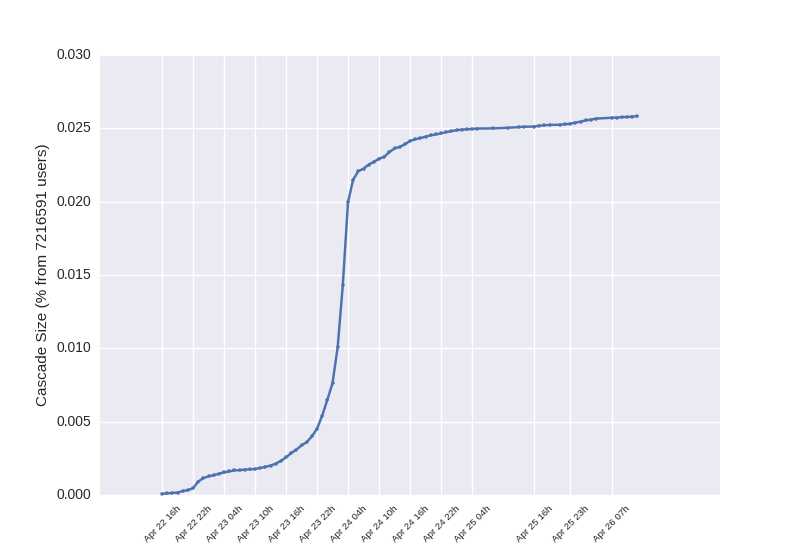 0.030
0.025
0.020
0.015
0.010
0.005
0.000
Cascade Size (% from 7216591 users)
Apr 22 16h
Apr 22 22h
Apr 23 04h
Apr 23 10h
Apr 23 16h
Apr 23 22h
Apr 24 04h
Apr 24 10h
Apr 24 16h
Apr 24 22h
Apr 25 04h
Apr 25 16h
Apr 25 23h
Apr 26 07h